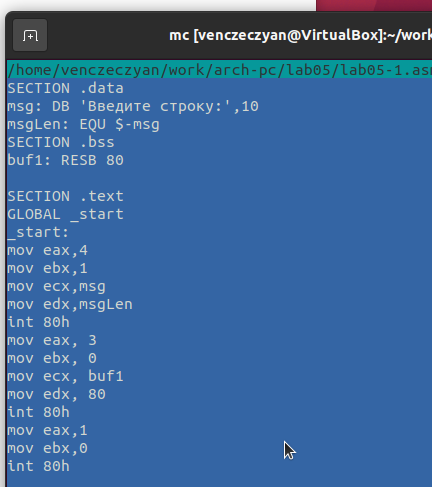 mc [venczeczyan@VirtualBox]:~/work
/home/venczeczyan/work/arch-pc/lab05/lab05-1.asm
SECTION .data
msg: DB 'Введите строку:',10
msgLen: EQU $-msg
SECTION .bss
buf1: RESB 80
SECTION .text
GLOBAL _start
_start:
mov eax,4
mov ebx,1
mov ecx,msg
mov edx,msgLen
int 80h
mov eax, 3
mov ebx, 0
mov ecx, buf1
mov edx, 80
int 80h
mov eax,1
mov ebx,0
int 80h